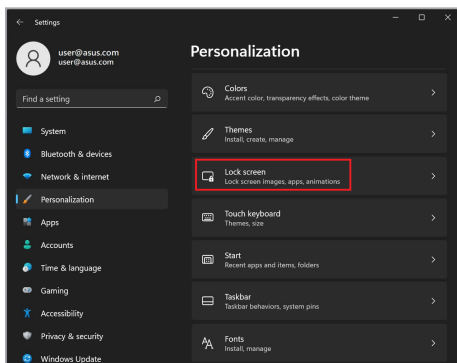 Settings
user@asus.com
user@asus.com
Find a setting
System
Bluetooth & devices
Network & internet
Personalization
Apps
Accounts
Time & language
Gaming
Accessibility
Privacy & security
Windows Update
Personalization
Colors
Accent color, transparency effects, color theme
Themes
Install, create, manage
Lock screen
Lock screen images, apps, animations
Touch keyboard
Themes, size
Start
Recent apps and items, folders
Taskbar
Taskbar behaviors, system pins
Fonts
Install, manage